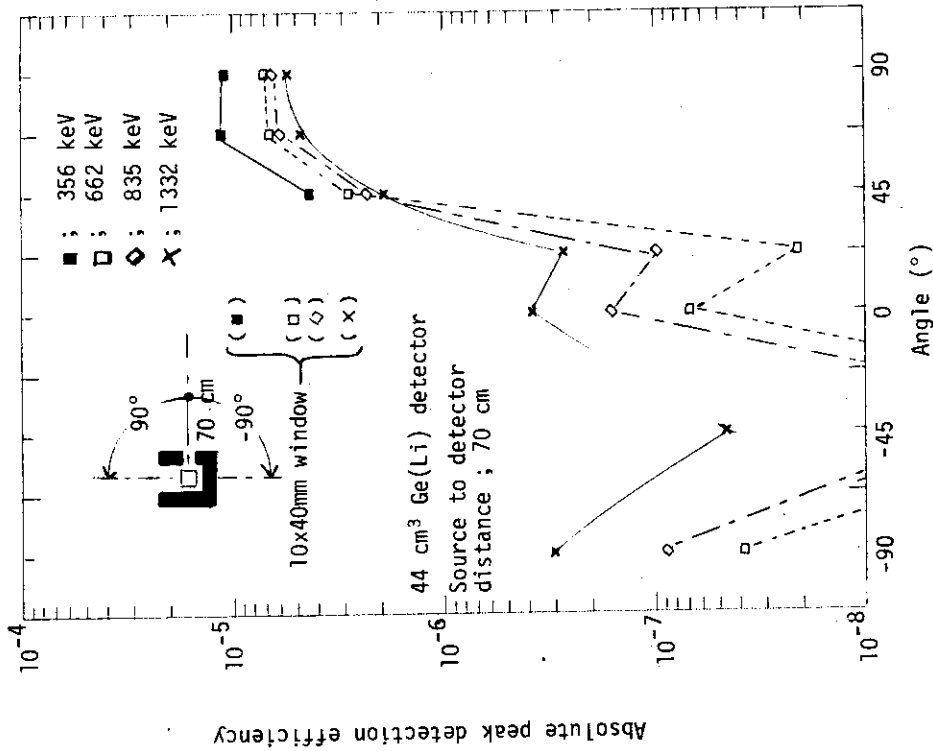 10-4
10-5
10-6
10-7
10-8
Absolute peak detection efficiency
■ ; 356 keV
□ ; 662 keV
◇ ; 835 keV
× ; 1332 keV
90°
70 cm
-90°
10x40mm window
(■)
(□)
(◇)
(×)
44 cm³ Ge(Li) detector
Source to detector
distance ; 70 cm
-90
-45
0
45
90
Angle (°)